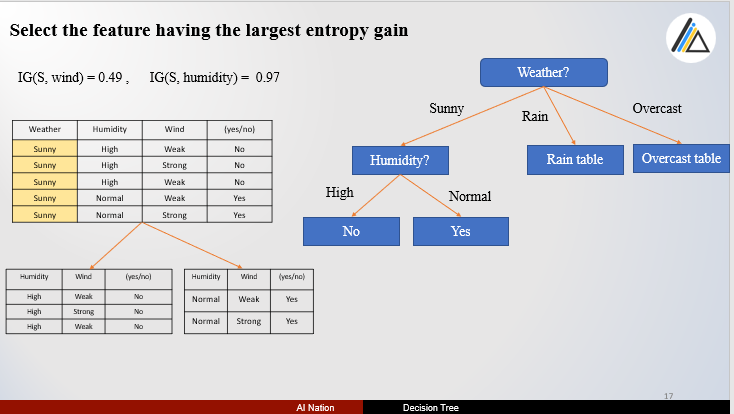 Select the feature having the largest entropy gain
IG(S, wind) = 0.49 , IG(S, humidity) = 0.97
Weather?
Sunny
Rain
Overcast
Humidity?
Rain table
Overcast table
High
Normal
No
Yes
Weather Humidity Wind (yes/no)
Sunny High Weak No
Sunny High Strong No
Sunny High Weak No
Sunny Normal Weak Yes
Sunny Normal Strong Yes
Humidity Wind (yes/no)
High Weak No
High Strong No
High Weak No
Humidity Wind (yes/no)
Normal Weak Yes
Normal Strong Yes
17
AI Nation
Decision Tree